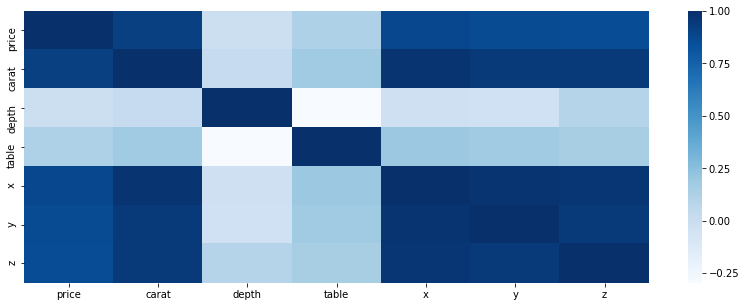 price
carat
depth
table
x
y
z
price carat depth table x y z
1.00
0.75
0.50
0.25
0.00
−0.25